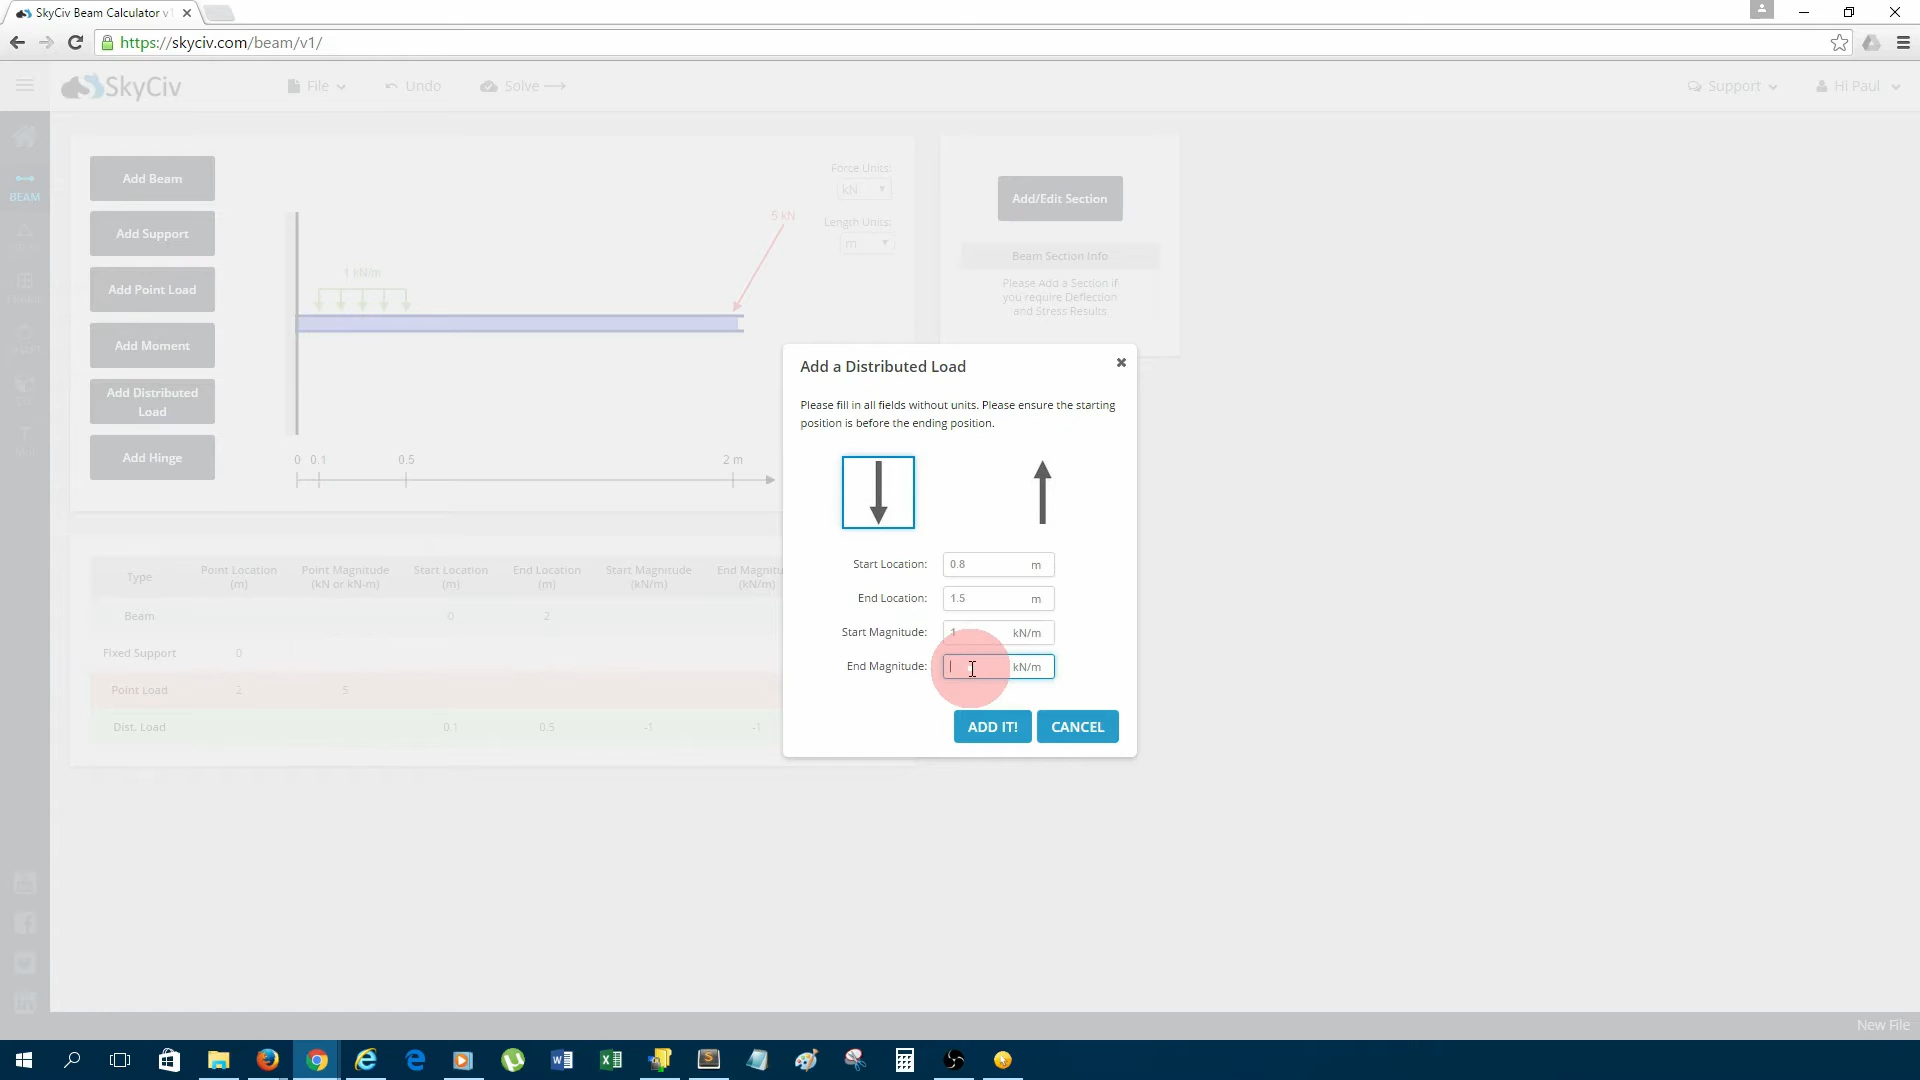 SkyCiv Beam Calculator v1
https://skyciv.com/beam/v1/
SkyCiv
File
Undo
Solve
Support
Hi Paul
BEAM
Add Beam
Add Support
Add Point Load
Add Moment
Add Distributed
Load
Add Hinge
1 kN/m
5 kN
Force Units:
kN
Length Units:
m
0 0.1 0.5 2 m
Add/Edit Section
Beam Section Info
Please Add a Section if
you require Deflection
and Stress Results
Type
Point Location
(m)
Point Magnitude
(kN or kN-m)
Start Location
(m)
End Location
(m)
Start Magnitude
(kN/m)
End Magnitu
(kN/m)
Beam 0 2
Fixed Support 0
Point Load 2 5
Dist. Load 0.1 0.5 -1 -1
Add a Distributed Load
Please fill in all fields without units. Please ensure the starting
position is before the ending position.
Start Location: 0.8 m
End Location: 1.5 m
Start Magnitude: 1 kN/m
End Magnitude: kN/m
ADD IT! CANCEL
New File